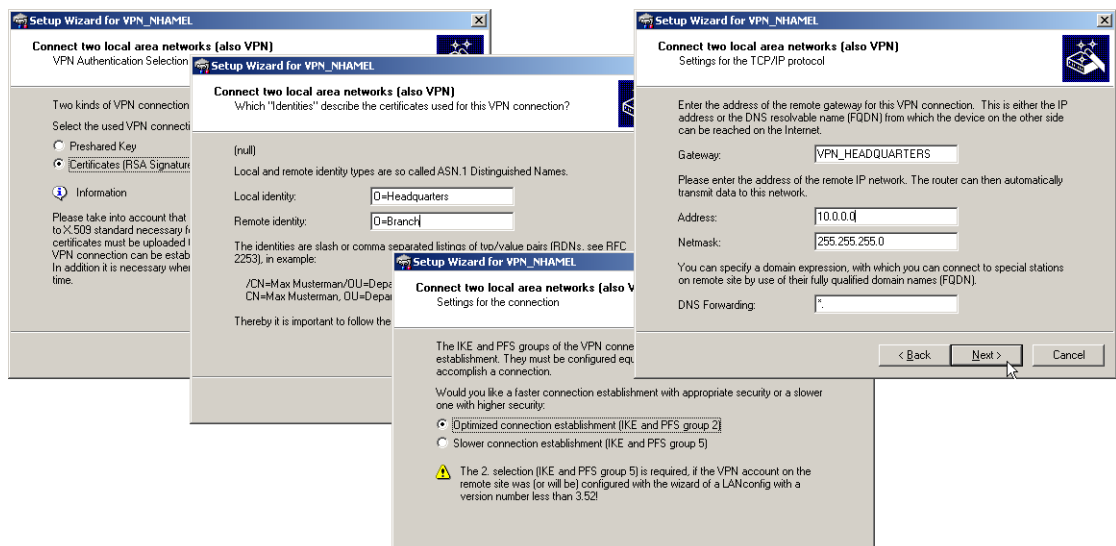 Setup Wizard for VPN_NHAMEL
Connect two local area networks (also VPN)
VPN Authentication Selection
Two kinds of VPN connection
Select the used VPN connecti
Preshared Key
Certificates (RSA Signature
Information
Please take into account that
to X.509 standard necessary f
certificates must be uploaded
VPN connection can be estab
In addition it is necessary whe
time.
Setup Wizard for VPN_NHAMEL
Connect two local area networks (also VPN)
Which "Identities" describe the certificates used for this VPN connection?
(null)
Local and remote identity types are so called ASN.1 Distinguished Names.
Local identity:
O=Headquarters
Remote identity:
O=Branch
The identities are slash or comma separated listings of typ/value pairs (RDNs, see RFC
2253), in example:
/CN=Max Musterman/OU=Depa
CN=Max Musterman, OU=Depar
Thereby it is important to follow the
Setup Wizard for VPN_NHAMEL
Connect two local area networks (also V
Settings for the connection
The IKE and PFS groups of the VPN conne
establishment. They must be configured equ
accomplish a connection.
Would you like a faster connection establishment with appropriate security or a slower
one with higher security:
Optimized connection establishment (IKE and PFS group 2)
Slower connection establishment (IKE and PFS group 5)
The 2. selection (IKE and PFS group 5) is required, if the VPN account on the
remote site was (or will be) configured with the wizard of a LANconfig with a
version number less than 3.52!
Setup Wizard for VPN_NHAMEL
Connect two local area networks (also VPN)
Settings for the TCP/IP protocol
Enter the address of the remote gateway for this VPN connection. This is either the IP
address or the DNS resolvable name (FQDN) from which the device on the other side
can be reached on the Internet.
Gateway:
VPN_HEADQUARTERS
Please enter the address of the remote IP network. The router can then automatically
transmit data to this network.
Address:
10.0.0.0
Netmask:
255.255.255.0
You can specify a domain expression, with which you can connect to special stations
on remote site by use of their fully qualified domain names (FQDN).
DNS Forwarding:
*.
< Back
Next >
Cancel